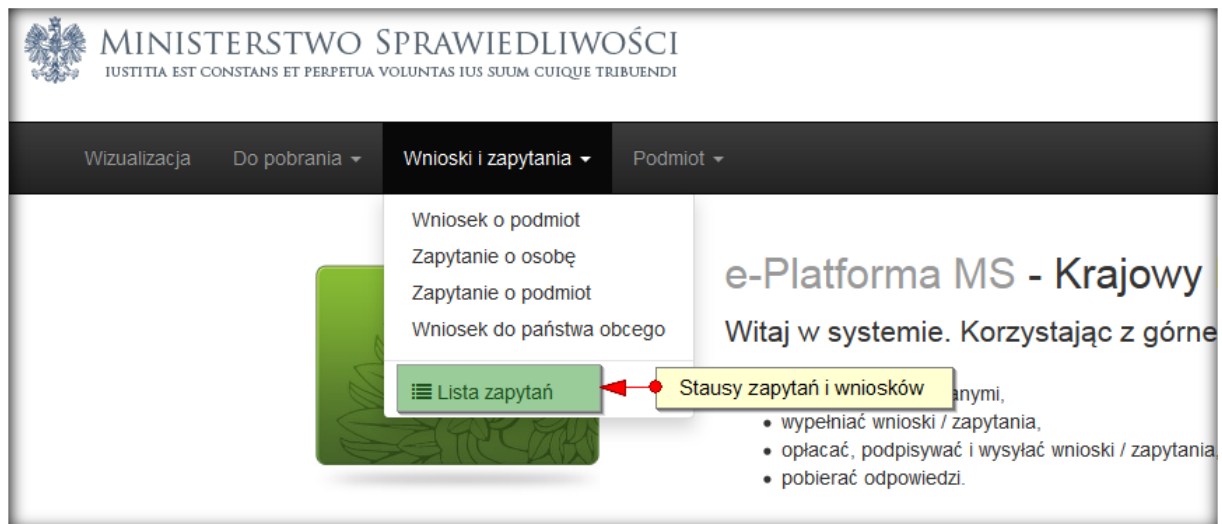 MINISTERSTWO SPRAWIEDLIWOŚCI
IUSTITIA EST CONSTANS ET PERPETUA VOLUNTAS IUS SUUM CUIQUE TRIBUENDI
Wizualizacja Do pobrania Wnioski i zapytania Podmiot
Wniosek o podmiot
Zapytanie o osobę
Zapytanie o podmiot
Wniosek do państwa obcego
Lista zapytań
Stausy zapytań i wniosków
e-Platforma MS - Krajowy
Witaj w systemie. Korzystając z górne
anymi,
• wypełniać wnioski / zapytania,
• opłacać, podpisywać i wysyłać wnioski / zapytania,
• pobierać odpowiedzi.